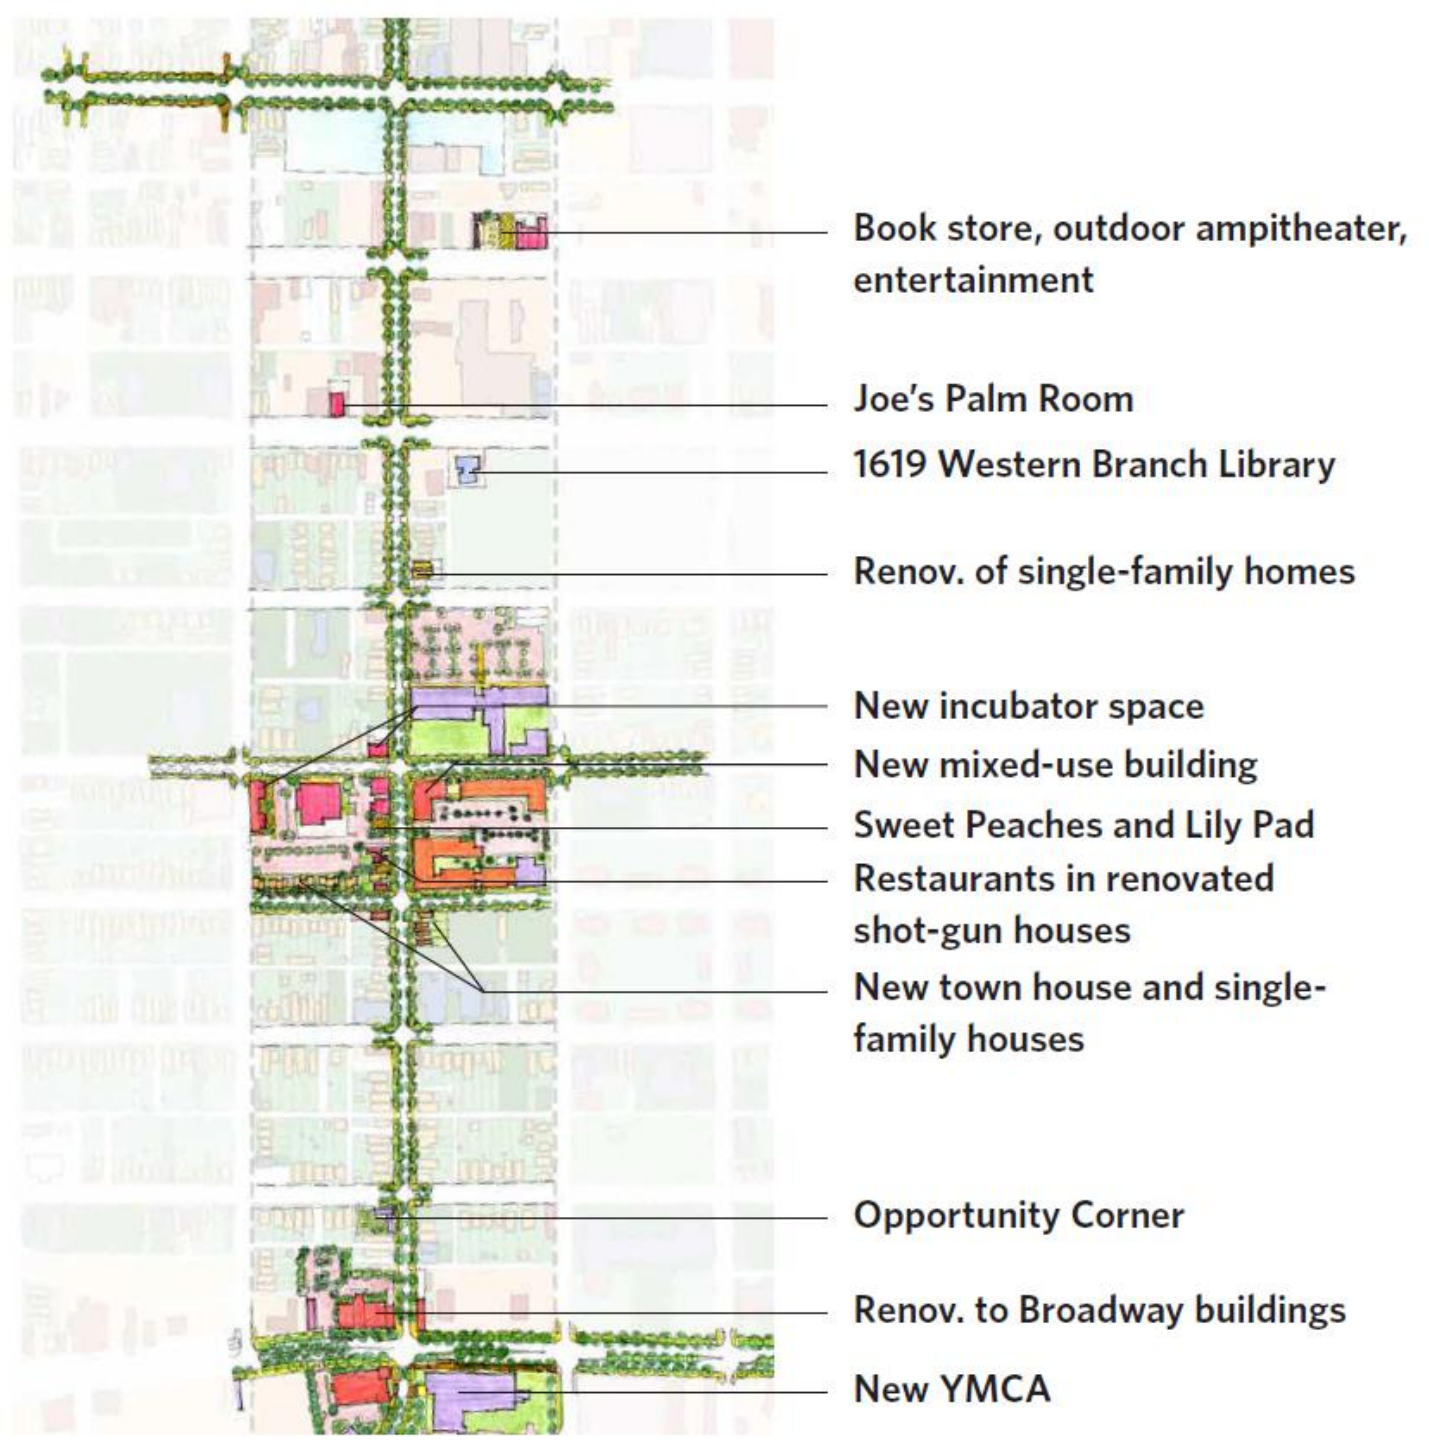 Book store, outdoor ampitheater,
entertainment
Joe's Palm Room
1619 Western Branch Library
Renov. of single-family homes
New incubator space
New mixed-use building
Sweet Peaches and Lily Pad
Restaurants in renovated
shot-gun houses
New town house and single-
family houses
Opportunity Corner
Renov. to Broadway buildings
New YMCA